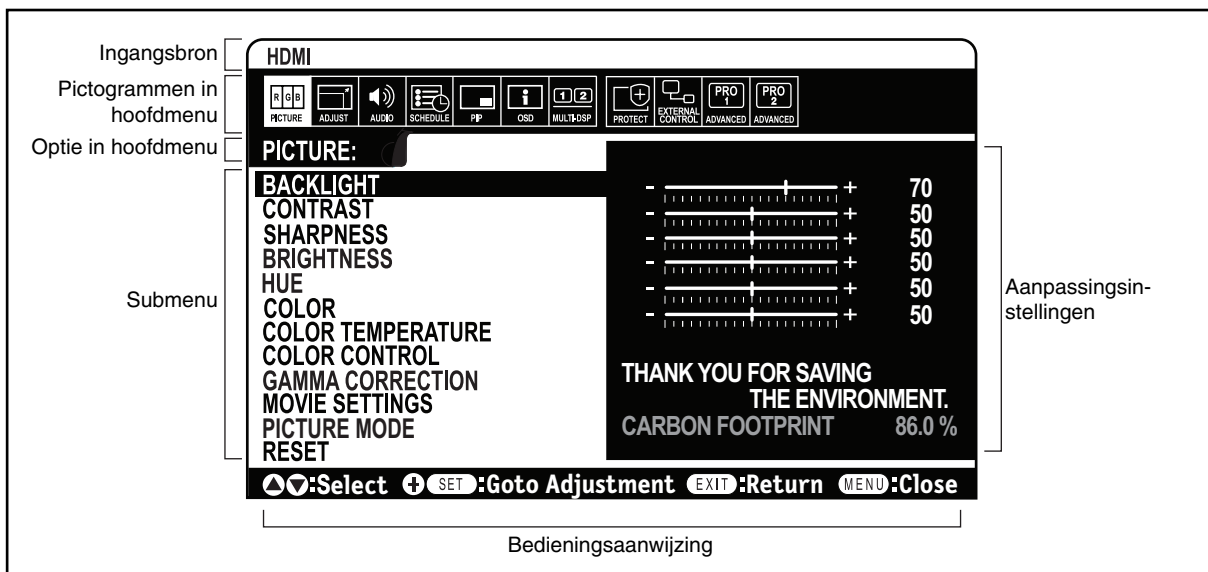 Ingangsbron
HDMI
Pictogrammen in
hoofdmenu
RGB
PICTURE
ADJUST
AUDIO
SCHEDULE
PIP
i
OSD
1 2
MULTI-DSP
PROTECT
EXTERNAL
CONTROL
PRO
1
ADVANCED
PRO
2
ADVANCED
Optie in hoofdmenu
PICTURE:
Submenu
BACKLIGHT - + 70
CONTRAST - + 50
SHARPNESS - + 50
BRIGHTNESS - + 50
HUE - + 50
COLOR - + 50
COLOR TEMPERATURE
COLOR CONTROL
GAMMA CORRECTION
MOVIE SETTINGS
PICTURE MODE
RESET
THANK YOU FOR SAVING
THE ENVIRONMENT.
CARBON FOOTPRINT 86.0 %
Aanpassingsin-
stellingen
:Select + SET :Goto Adjustment EXIT :Return MENU :Close
Bedieningsaanwijzing